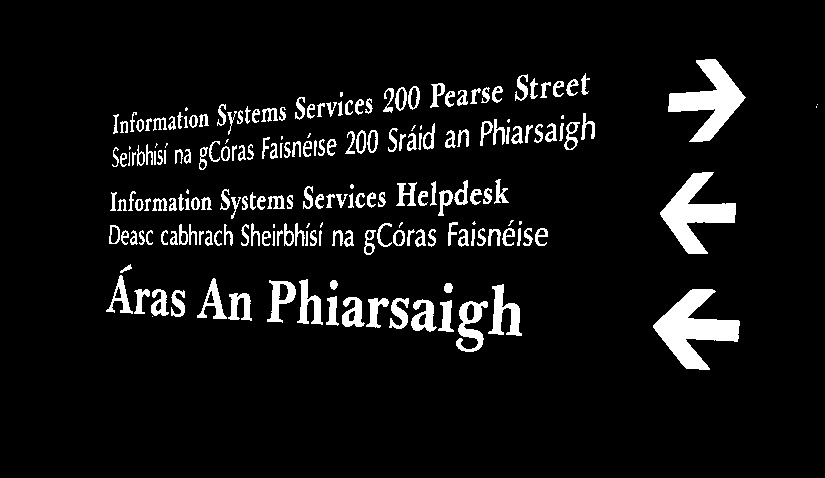 Information Systems Services 200 Pearse Street
Seirbhísí na gCóras Faisnéise 200 Sráid an Phiarsaigh
Information Systems Services Helpdesk
Deasc cabhrach Sheirbhísí na gCóras Faisnéise
Áras An Phiarsaigh